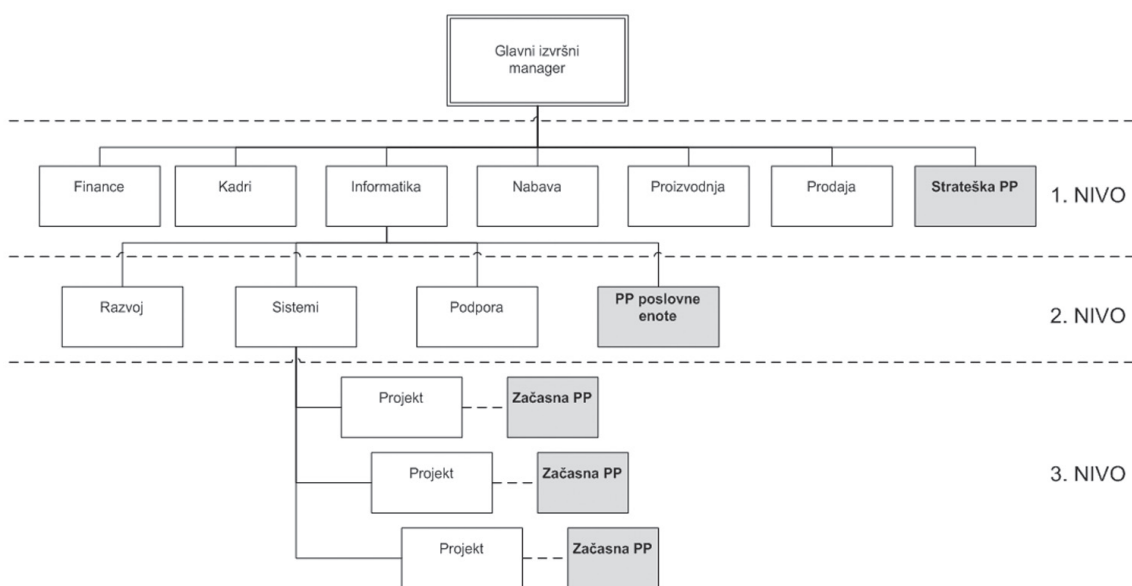 Glavni izvršni
manager
Finance
Kadri
Informatika
Nabava
Proizvodnja
Prodaja
Strateška PP
1. NIVO
Razvoj
Sistemi
Podpora
PP poslovne
enote
2. NIVO
Projekt
Začasna PP
Projekt
Začasna PP
3. NIVO
Projekt
Začasna PP